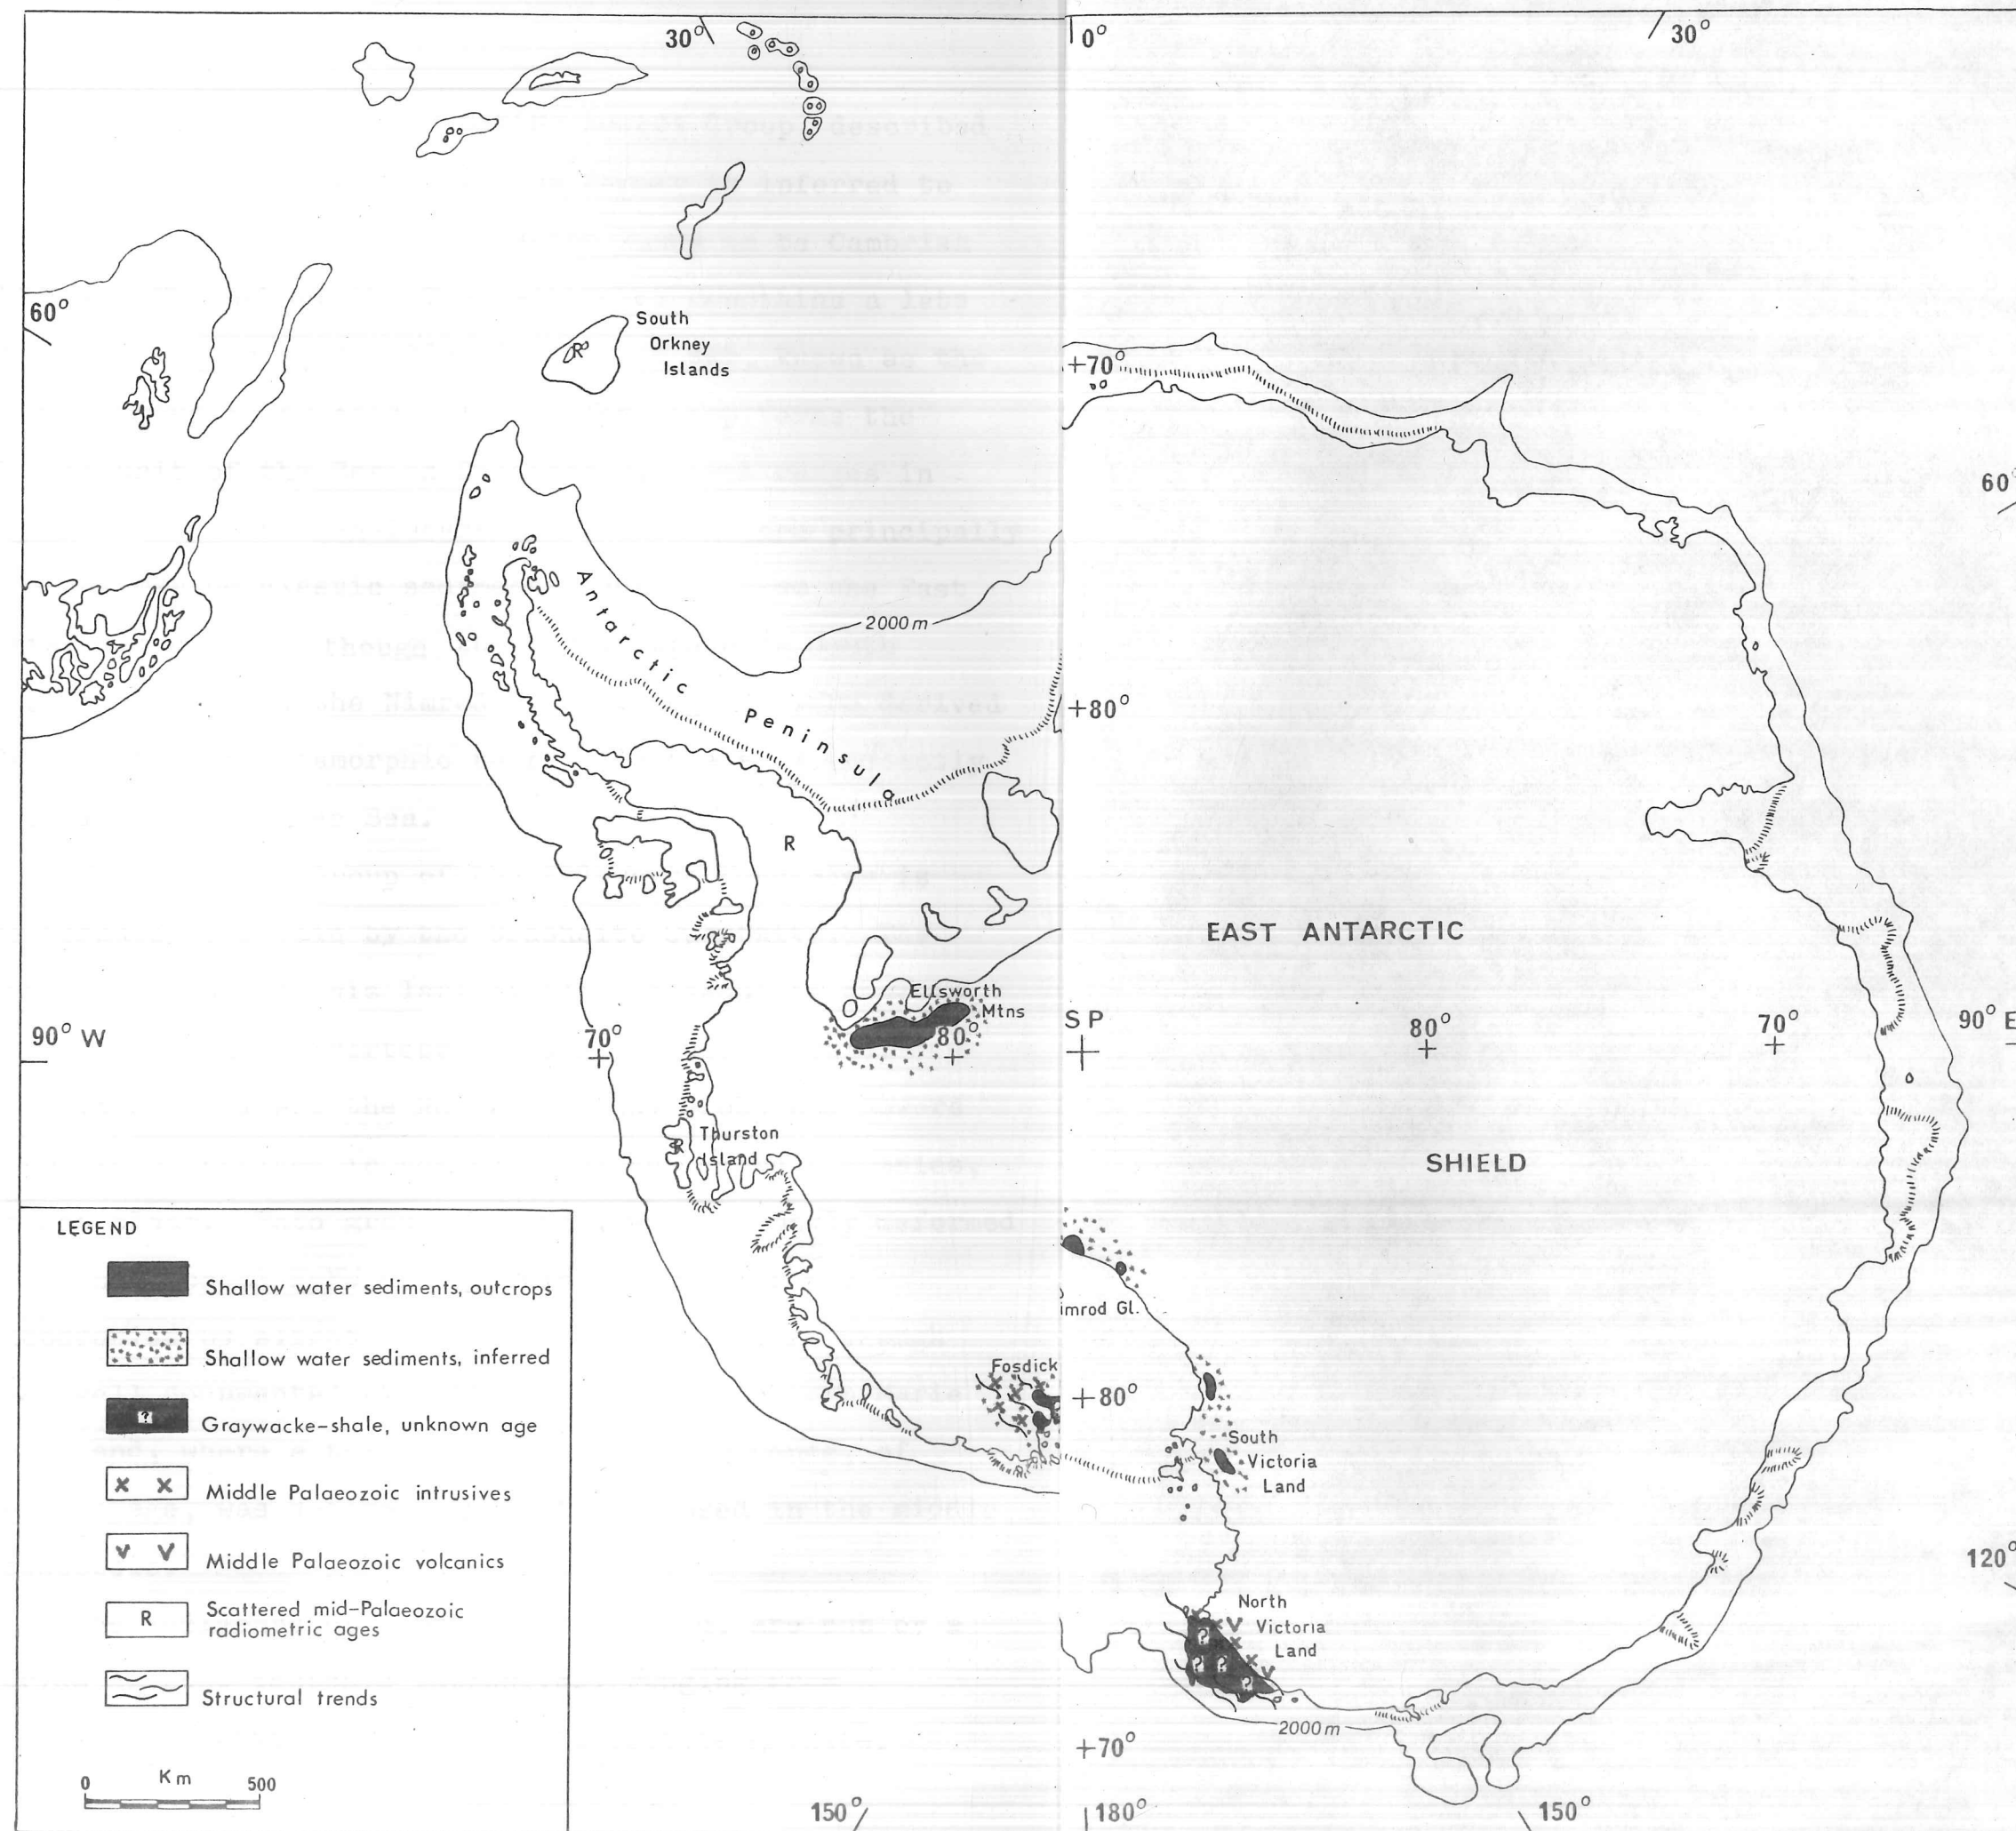 30°
0°
30°
60°
South
Orkney
Islands
+70°
60°
Antarctic
Peninsula
2000m
+80°
R
R
EAST ANTARCTIC
SHIELD
Ellsworth
Mtns
90° W
70°
80°
SP
80°
70°
90° E
Thurston
Island
R
imrod Gl.
Fosdick
+80°
South
Victoria
Land
120°
North
Victoria
Land
? ? ? ?
2000m
+70°
150°
180°
150°
LEGEND
Shallow water sediments, outcrops
Shallow water sediments, inferred
? Graywacke-shale, unknown age
x x Middle Palaeozoic intrusives
v v Middle Palaeozoic volcanics
R Scattered mid-Palaeozoic
radiometric ages
Structural trends
0 Km 500